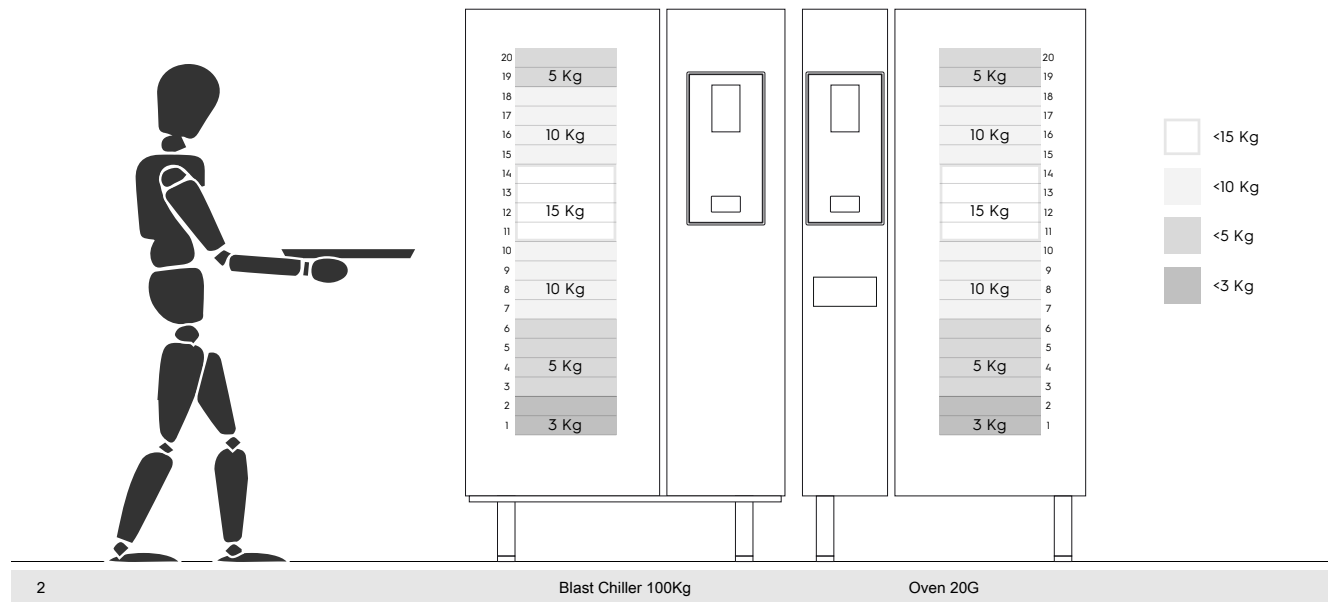 20 20
19 5 Kg 5 Kg 19
18 18
17 17
16 10 Kg 10 Kg 16
15 15
14 14
13 13
12 15 Kg 15 Kg 12
11 11
10 10
9 9
8 10 Kg 10 Kg 8
7 7
6 6
5 5
4 5 Kg 5 Kg 4
3 3
2 2
1 3 Kg 3 Kg 1
<15 Kg
<10 Kg
<5 Kg
<3 Kg
2 Blast Chiller 100Kg Oven 20G